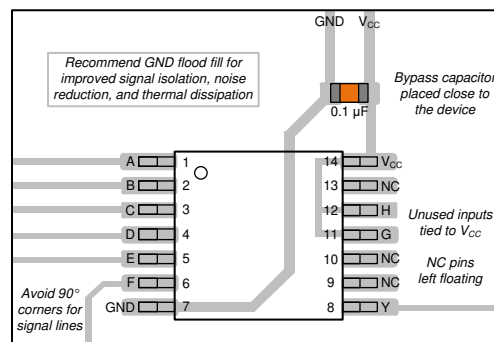 GND VCC
Recommend GND flood fill for
improved signal isolation, noise
reduction, and thermal dissipation
Bypass capacitor
placed close to
the device
0.1 µF
A 1 14 VCC
B 2 13 NC
C 3 12 H
D 4 11 G
E 5 10 NC
F 6 9 NC
GND 7 8 Y
Unused inputs
tied to VCC
NC pins
left floating
Avoid 90°
corners for
signal lines